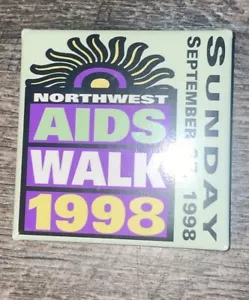 NORTHWEST
AIDS
WALK
1998
SUNDAY
SEPTEMBER 1998